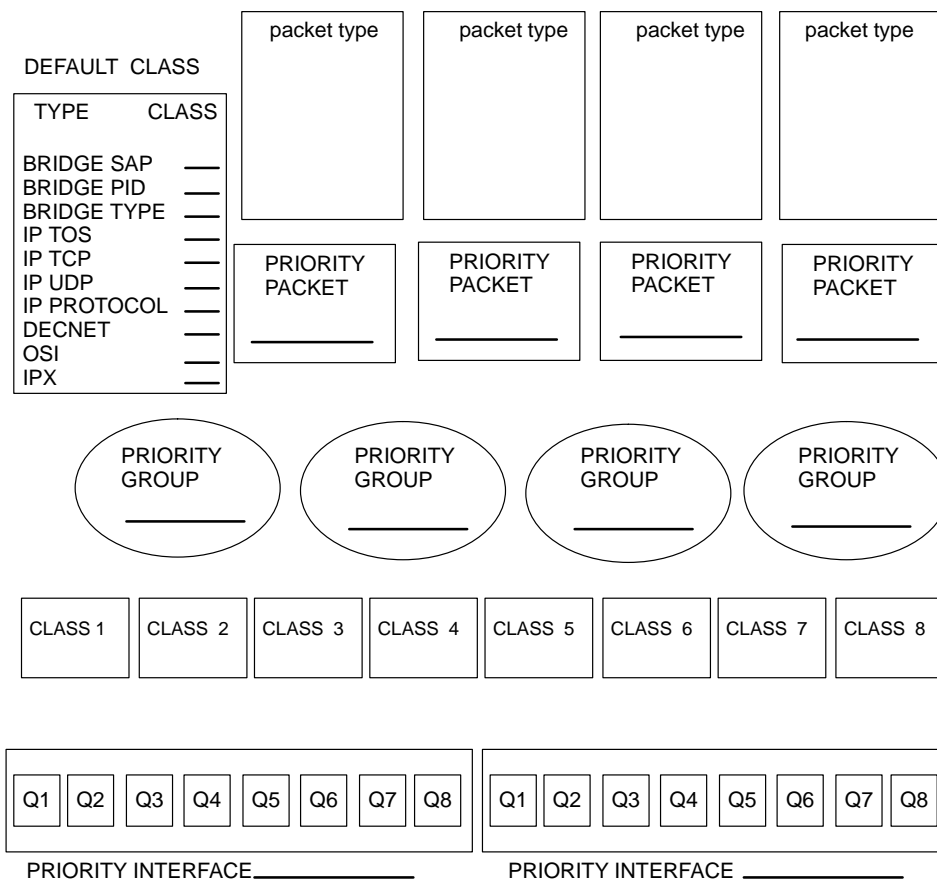 packet type packet type packet type packet type
DEFAULT CLASS
TYPE CLASS
BRIDGE SAP
BRIDGE PID
BRIDGE TYPE
IP TOS
IP TCP
IP UDP
IP PROTOCOL
DECNET
OSI
IPX
PRIORITY
PACKET
PRIORITY
PACKET
PRIORITY
PACKET
PRIORITY
PACKET
PRIORITY
GROUP
PRIORITY
GROUP
PRIORITY
GROUP
PRIORITY
GROUP
CLASS 1 CLASS 2 CLASS 3 CLASS 4 CLASS 5 CLASS 6 CLASS 7 CLASS 8
Q1 Q2 Q3 Q4 Q5 Q6 Q7 Q8 Q1 Q2 Q3 Q4 Q5 Q6 Q7 Q8
PRIORITY INTERFACE PRIORITY INTERFACE